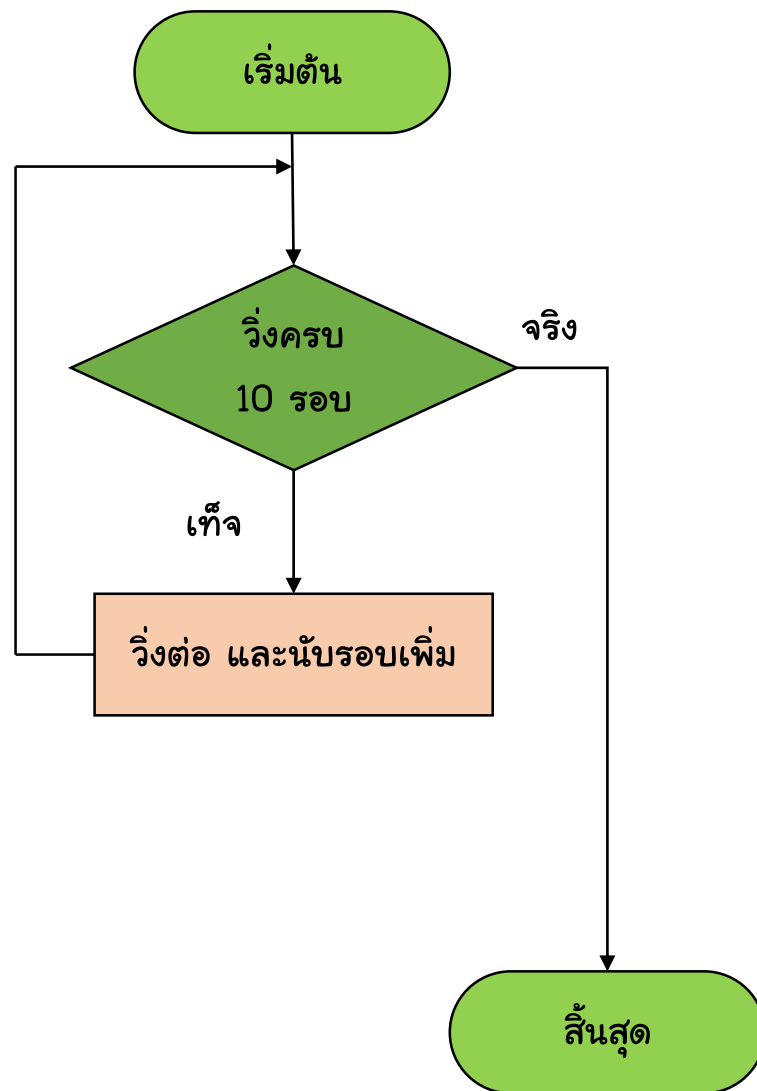 เริ่มต้น
วิ่งครบ
10 รอบ
จริง
เท็จ
วิ่งต่อ และนับรอบเพิ่ม
สิ้นสุด